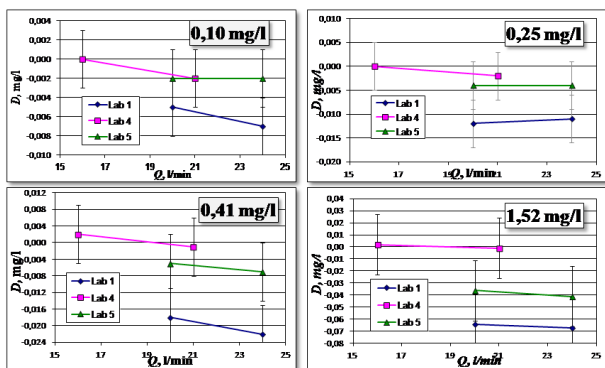 0,10 mg/l
0,004
0,002
0,000
-0,002
-0,004
-0,006
-0,008
-0,010
D, mg/l
Lab 1
Lab 4
Lab 5
15 17 19 21 23 25
Q, l/min
0,25 mg/l
0,010
0,005
0,000
-0,005
-0,010
-0,015
-0,020
D, mg/l
Lab 1
Lab 4
Lab 5
15 17 19 21 23 25
Q, l/min
0,41 mg/l
0,012
0,008
0,004
0,000
-0,004
-0,008
-0,012
-0,016
-0,020
-0,024
D, mg/l
Lab 1
Lab 4
Lab 5
15 17 19 21 23 25
Q, l/min
1,52 mg/l
0,04
0,03
0,02
0,01
0,00
-0,01
-0,02
-0,03
-0,04
-0,05
-0,06
-0,07
-0,08
D, mg/l
Lab 1
Lab 4
Lab 5
15 17 19 21 23 25
Q, l/min